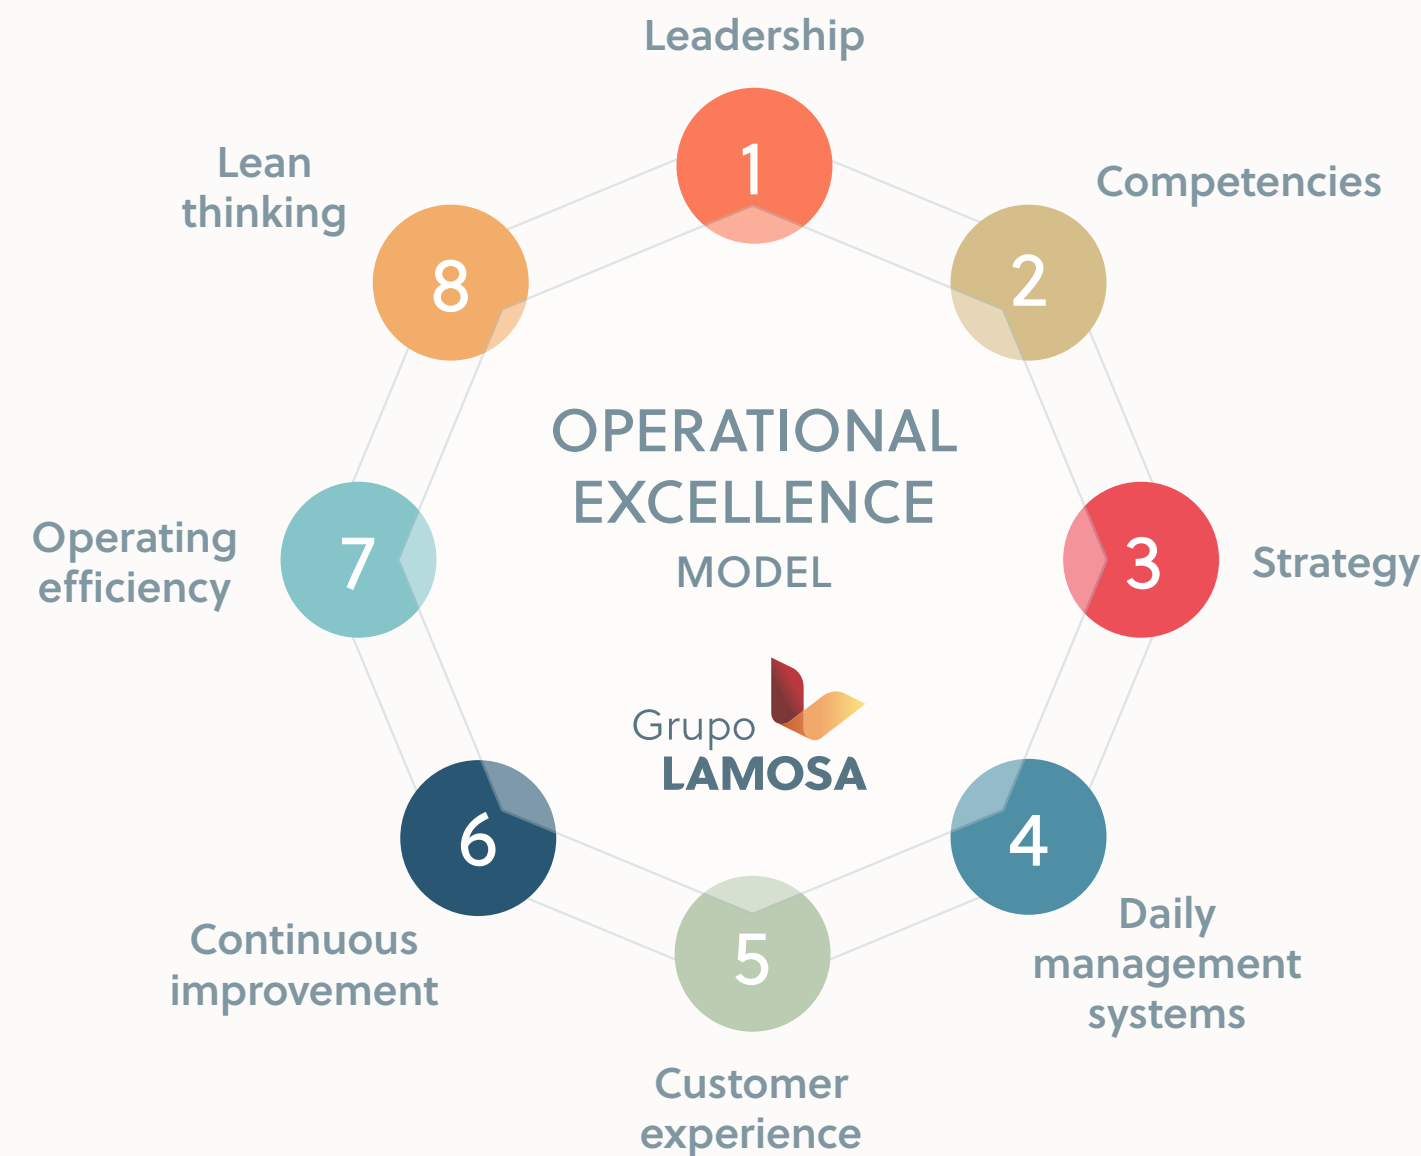 Leadership
1
Competencies
2
Strategy
3
Daily
management
systems
4
Customer
experience
5
Continuous
improvement
6
Operating
efficiency
7
Lean
thinking
8
OPERATIONAL
EXCELLENCE
MODEL
Grupo
LAMOSA